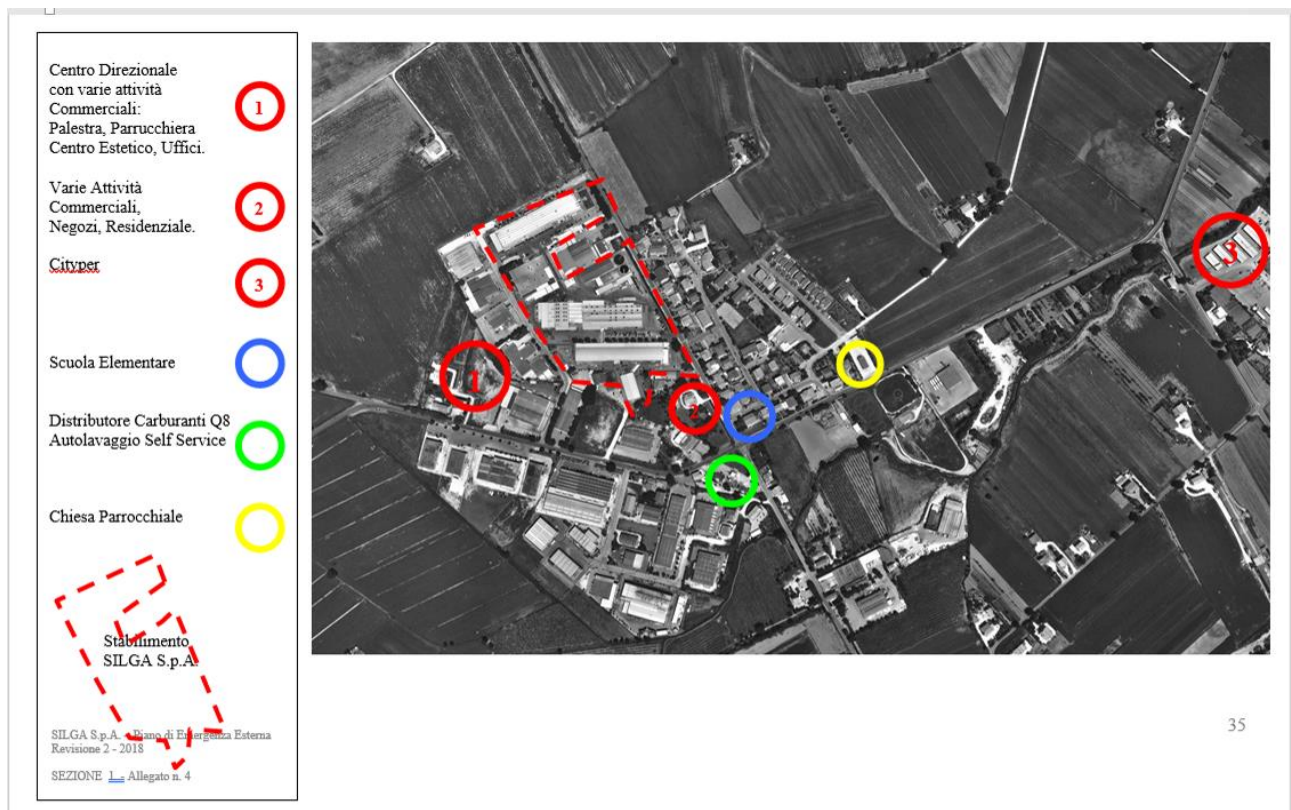 Centro Direzionale
con varie attività
Commerciali:
Palestra, Parrucchiera
Centro Estetico, Uffici.
1
Varie Attività
Commerciali,
Negozi, Residenziale.
2
Cityper
3
Scuola Elementare
Distributore Carburanti Q8
Autolavaggio Self Service
Chiesa Parrocchiale
Stabilimento
SILGA S.p.A.
SILGA S.p.A. – Piano di Emergenza Esterna
Revisione 2 - 2018
SEZIONE 1 - Allegato n. 4
1
2
3
35